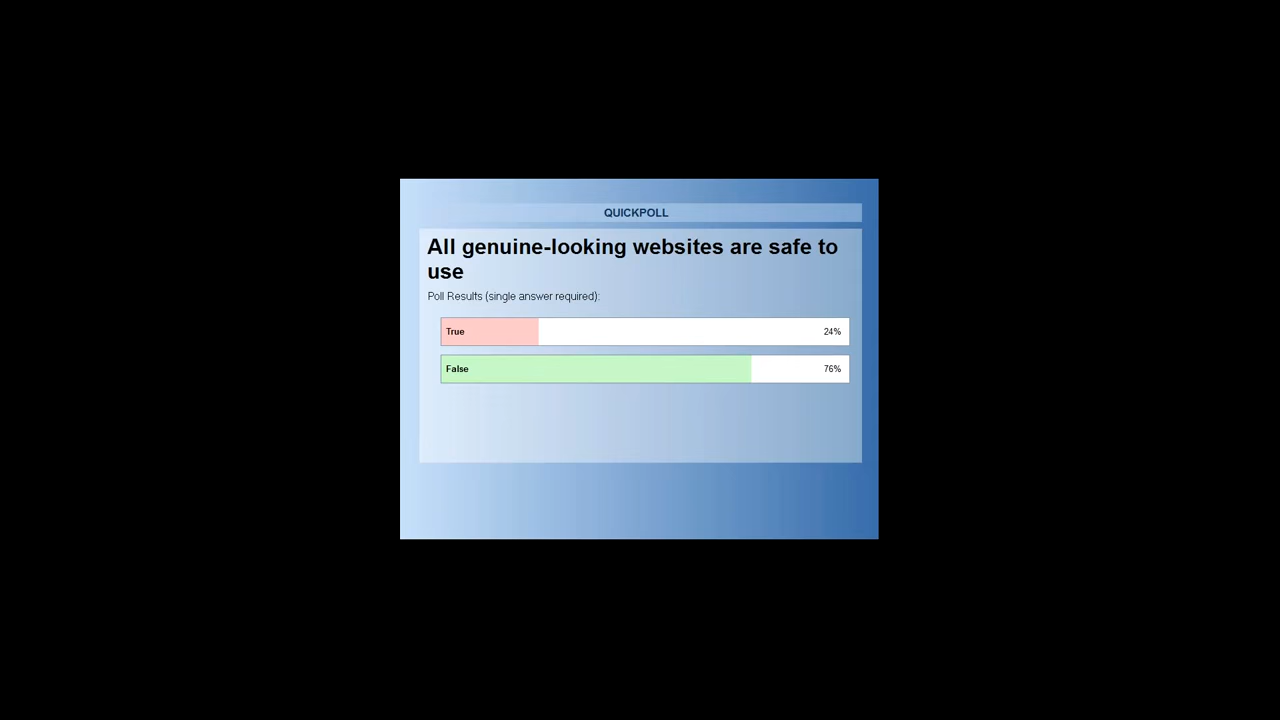 QUICKPOLL
All genuine-looking websites are safe to
use
Poll Results (single answer required):
True 24%
False 76%